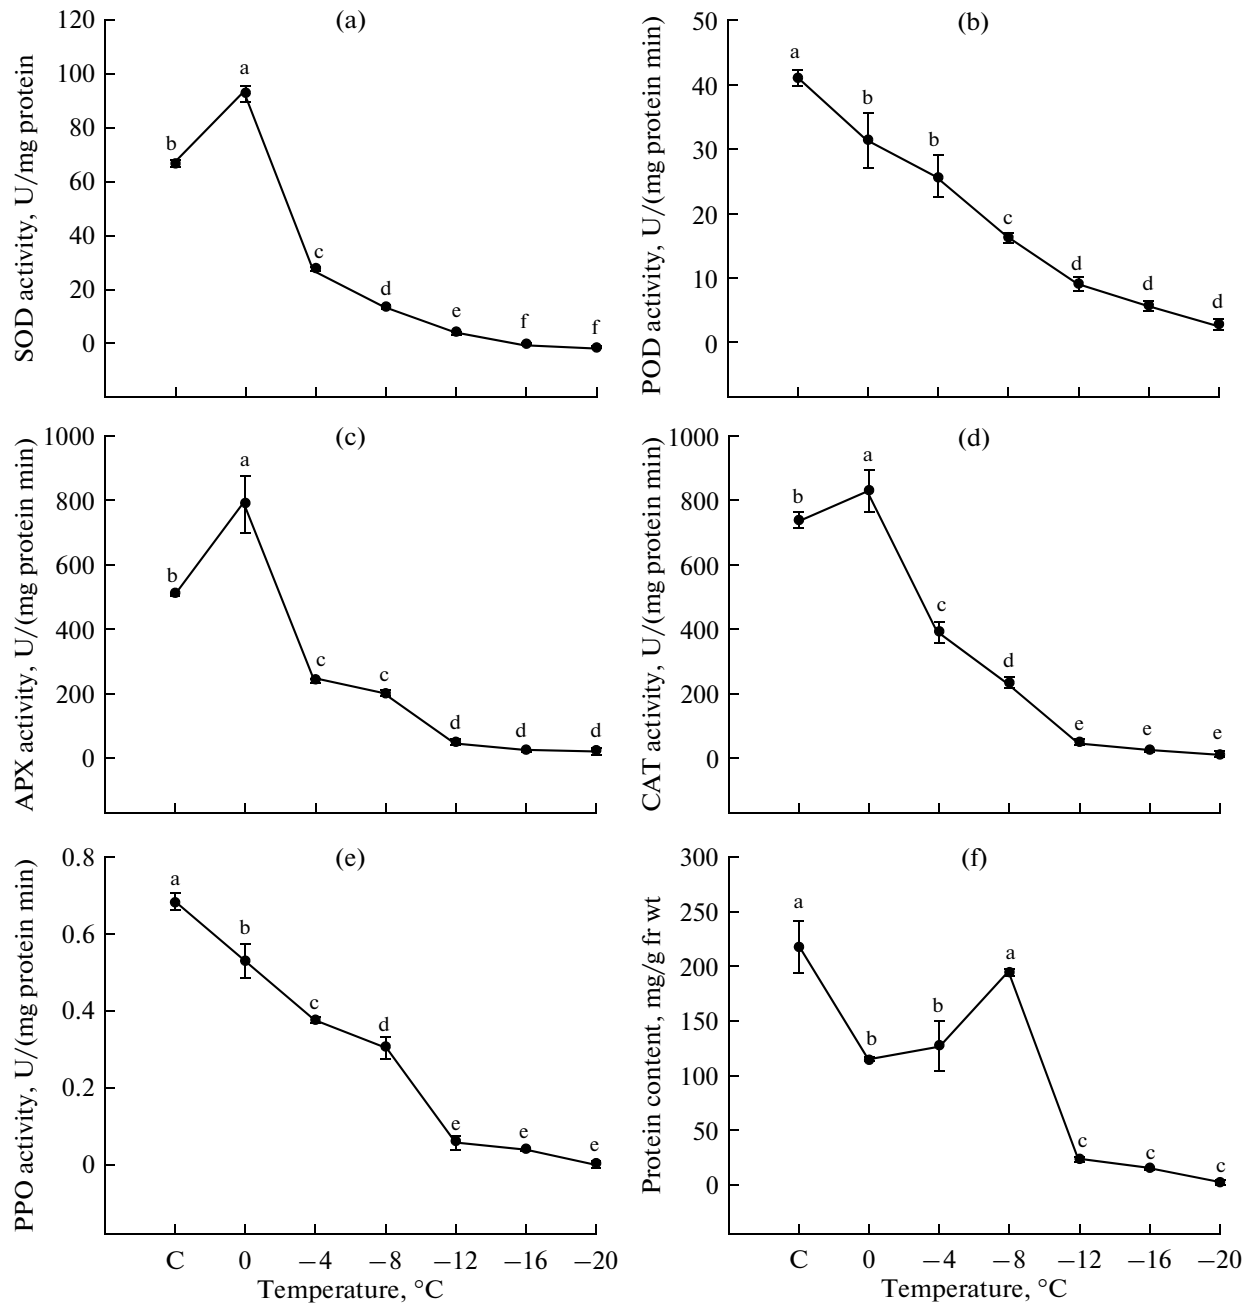 (a)
SOD activity, U/mg protein
120
100
80
60
40
20
0
b
a
c
d
e
f
f
(b)
POD activity, U/(mg protein min)
50
40
30
20
10
0
a
b
b
c
d
d
d
(c)
APX activity, U/(mg protein min)
1000
800
600
400
200
0
b
a
c
c
d
d
d
(d)
CAT activity, U/(mg protein min)
1000
800
600
400
200
0
b
a
c
d
e
e
e
(e)
PPO activity, U/(mg protein min)
0.8
0.6
0.4
0.2
0
a
b
c
d
e
e
e
C 0 −4 −8 −12 −16 −20
Temperature, °C
(f)
Protein content, mg/g fr wt
300
250
200
150
100
50
0
a
b
b
a
c
c
c
C 0 −4 −8 −12 −16 −20
Temperature, °C